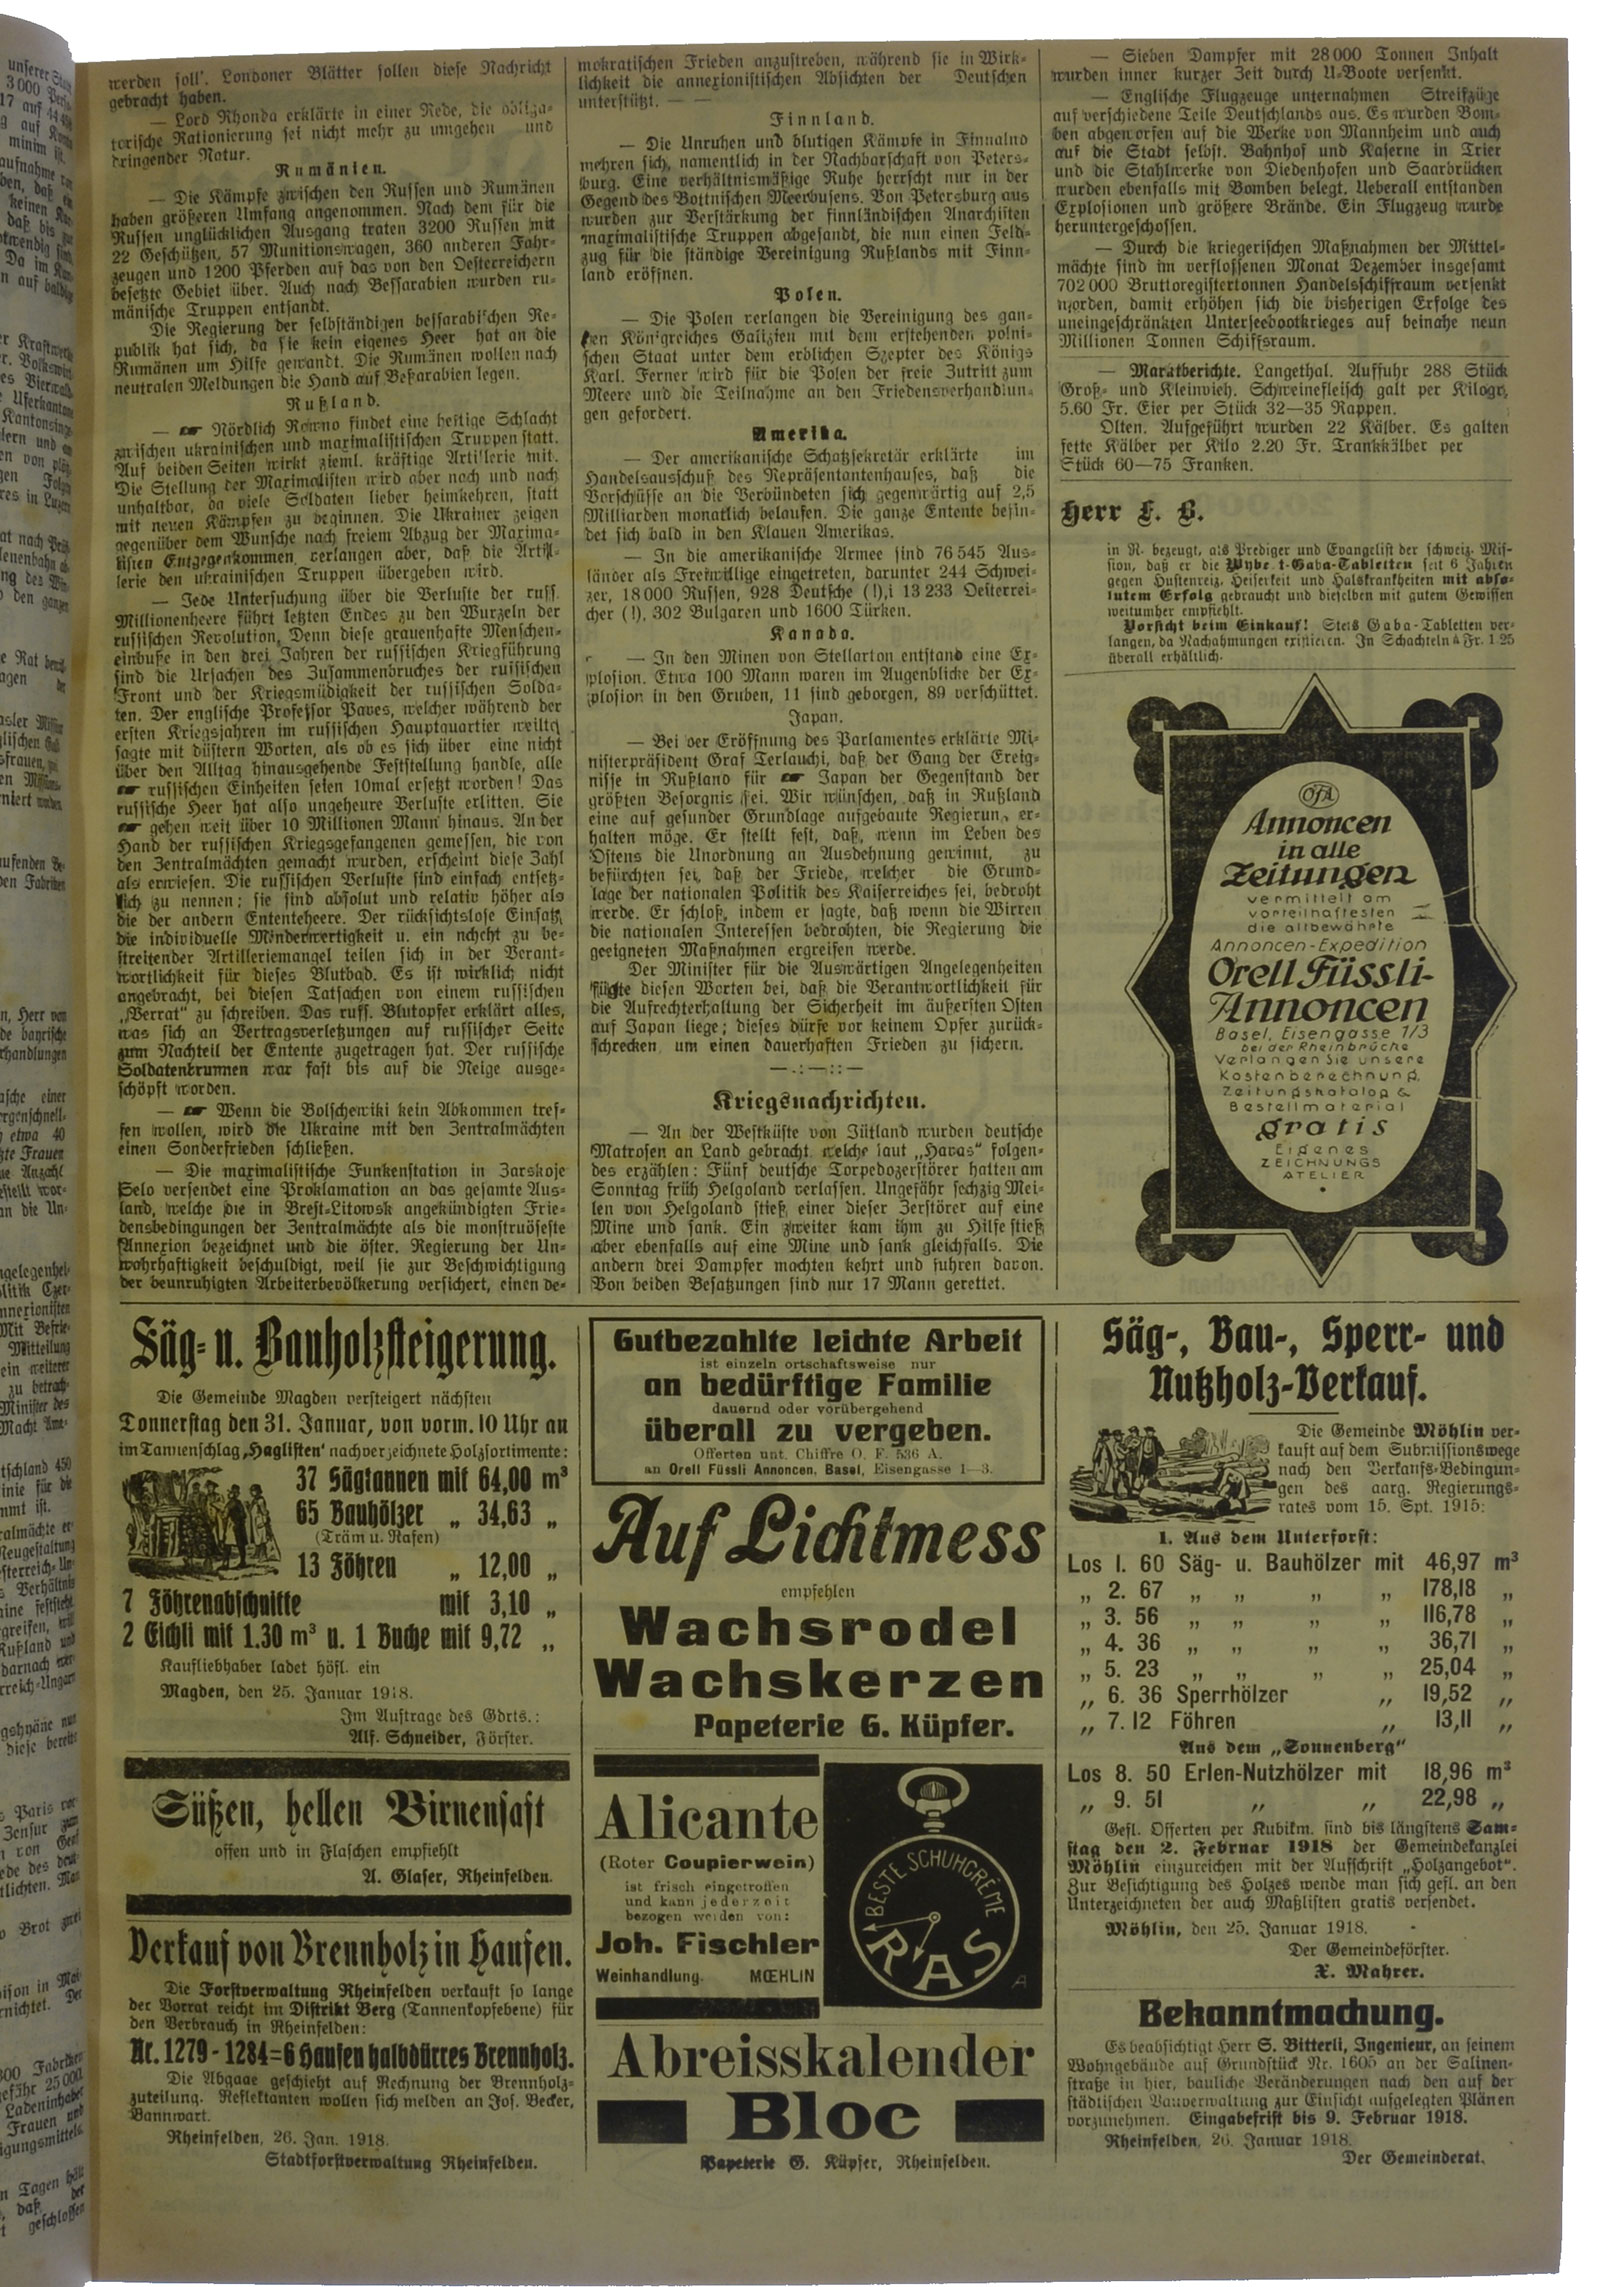 werden soll'. Londoner Blätter sollen diese Nachricht
gebracht haben.
— Lord Rhonda erklärte in einer Rede, die obliga-
torische Rationierung sei nicht mehr zu umgehen und
dringender Natur.
Rumänien.
— Die Kämpfe zwischen den Russen und Rumänen
haben größeren Umfang angenommen. Nach dem für die
Russen unglücklichen Ausgang traten 3200 Russen mit
22 Geschützen, 57 Munitionswagen, 360 anderen Fahr-
zeugen und 1200 Pferden auf das von den Oesterreichern
besetzte Gebiet über. Auch nach Bessarabien wurden ru-
mänische Truppen entsandt.
Die Regierung der selbständigen bessarabischen Re-
publik hat sich, da sie kein eigenes Heer hat an die
Rumänen um Hilfe gewandt. Die Rumänen wollen nach
neutralen Meldungen die Hand auf Beßarabien legen.
Rußland.
— ☞ Nördlich Rowno findet eine heftige Schlacht
zwischen ukrainischen und maximalistischen Truppen statt.
Auf beiden Seiten wirkt zieml. kräftige Artillerie mit.
Die Stellung der Maximalisten wird aber nach und nach
unhaltbar, da viele Soldaten lieber heimkehren, statt
mit neuen Kämpfen zu beginnen. Die Ukrainer zeigen
gegenüber dem Wunsche nach freiem Abzug der Maxima-
listen Entgegenkommen, verlangen aber, daß die Artil-
lerie den ukrainischen Truppen übergeben wird.
— Jede Untersuchung über die Verluste der russ.
Millionenheere führt letzten Endes zu den Wurzeln der
russischen Revolution. Denn diese grauenhafte Menschen-
einbuße in den drei Jahren der russischen Kriegführung
sind die Ursachen des Zusammenbruches der russischen
Front und der Kriegsmüdigkeit der russischen Solda-
ten. Der englische Professor Pares, welcher während der
ersten Kriegsjahren im russischen Hauptquartier weilte,
sagte mit düstern Worten, als ob es sich über eine nicht
über den Alltag hinausgehende Feststellung handle, alle
☞ russischen Einheiten seien 10mal ersetzt worden! Das
russische Heer hat also ungeheure Verluste erlitten. Sie
☞ gehen weit über 10 Millionen Mann hinaus. An der
Hand der russischen Kriegsgefangenen gemessen, die von
den Zentralmächten gemacht wurden, erscheint diese Zahl
als erwiesen. Die russischen Verluste sind einfach entsetz-
lich zu nennen; sie sind absolut und relativ höher als
die der andern Ententeheere. Der rücksichtslose Einsatz,
die individuelle Minderwertigkeit u. ein nicht zu be-
streitender Artilleriemangel teilen sich in der Verant-
wortlichkeit für dieses Blutbad. Es ist wirklich nicht
angebracht, bei diesen Tatsachen von einem russischen
„Verrat“ zu schreiben. Das russ. Blutopfer erklärt alles,
was sich an Vertragsverletzungen auf russischer Seite
zum Nachteil der Entente zugetragen hat. Der russische
Soldatenbrunnen war fast bis auf die Neige ausge-
schöpft worden.
— ☞ Wenn die Bolschewiki kein Abkommen tref-
fen wollen, wird die Ukraine mit den Zentralmächten
einen Sonderfrieden schließen.
— Die maximalistische Funkenstation in Zarskoje
Selo versendet eine Proklamation an das gesamte Aus-
land, welche die in Brest-Litowsk angekündigten Frie-
densbedingungen der Zentralmächte als die monströseste
Annexion bezeichnet und die öster. Regierung der Un-
wahrhaftigkeit beschuldigt, weil sie zur Beschwichtigung
der beunruhigten Arbeiterbevölkerung versichert, einen de-
mokratischen Frieden anzustreben, während sie in Wirk-
lichkeit die annexionistischen Absichten der Deutschen
unterstützt. — —
Finnland.
— Die Unruhen und blutigen Kämpfe in Finnland
mehren sich, namentlich in der Nachbarschaft von Peters-
burg. Eine verhältnismäßige Ruhe herrscht nur in der
Gegend des Bottnischen Meerbusens. Von Petersburg aus
wurden zur Verstärkung der finnländischen Anarchisten
maximalistische Truppen abgesandt, die nun einen Feld-
zug für die ständige Vereinigung Rußlands mit Finn-
land eröffnen.
Polen.
— Die Polen verlangen die Vereinigung des gan-
zen Königreiches Galizien mit dem erstehenden polni-
schen Staat unter dem erblichen Szepter des Königs
Karl. Ferner wird für die Polen der freie Zutritt zum
Meere und die Teilnahme an den Friedensverhandlun-
gen gefordert.
Amerika.
— Der amerikanische Schatzsekretär erklärte im
Handelsausschuß des Repräsentantenhauses, daß die
Vorschüsse an die Verbündeten sich gegenwärtig auf 2,5
Milliarden monatlich belaufen. Die ganze Entente befin-
det sich bald in den Klauen Amerikas.
— In die amerikanische Armee sind 76 545 Aus-
länder als Freiwillige eingetreten, darunter 244 Schwei-
zer, 18 000 Russen, 928 Deutsche (!),i 13 233 Oesterrei-
cher (!), 302 Bulgaren und 1600 Türken.
Kanada.
— In den Minen von Stellarton entstand eine Ex-
plosion. Etwa 100 Mann waren im Augenblicke der Ex-
plosion in den Gruben, 11 sind geborgen, 89 verschüttet.
Japan.
— Bei der Eröffnung des Parlamentes erklärte Mi-
nisterpräsident Graf Terlauchi, daß der Gang der Ereig-
nisse in Rußland für ☞ Japan der Gegenstand der
größten Besorgnis sei. Wir wünschen, daß in Rußland
eine auf gesunder Grundlage aufgebaute Regierung er-
halten möge. Er stellt fest, daß, wenn im Leben des
Ostens die Unordnung an Ausdehnung gewinnt, zu
befürchten sei, daß der Friede, welcher die Grund-
lage der nationalen Politik des Kaiserreiches sei, bedroht
werde. Er schloß, indem er sagte, daß wenn die Wirren
die nationalen Interessen bedrohten, die Regierung die
geeigneten Maßnahmen ergreifen werde.
Der Minister für die Auswärtigen Angelegenheiten
fügte diesen Worten bei, daß die Verantwortlichkeit für
die Aufrechterhaltung der Sicherheit im äußersten Osten
auf Japan liege; dieses dürfe vor keinem Opfer zurück-
schrecken, um einen dauerhaften Frieden zu sichern.
—.:—::—
Kriegsnachrichten.
— An der Westküste von Jütland wurden deutsche
Matrosen an Land gebracht, welche laut „Havas“ folgen-
des erzählen: Fünf deutsche Torpedozerstörer hatten am
Sonntag früh Helgoland verlassen. Ungefähr sechzig Mei-
len von Helgoland stieß einer dieser Zerstörer auf eine
Mine und sank. Ein zweiter kam ihm zu Hilfe stieß
aber ebenfalls auf eine Mine und sank gleichfalls. Die
andern drei Dampfer machten kehrt und fuhren davon.
Von beiden Besatzungen sind nur 17 Mann gerettet.
— Sieben Dampfer mit 28 000 Tonnen Inhalt
wurden inner kurzer Zeit durch U-Boote versenkt.
— Englische Flugzeuge unternahmen Streifzüge
auf verschiedene Teile Deutschlands aus. Es wurden Bom-
ben abgeworfen auf die Werke von Mannheim und auch
auf die Stadt selbst. Bahnhof und Kaserne in Trier
und die Stahlwerke von Diedenhofen und Saarbrücken
wurden ebenfalls mit Bomben belegt. Ueberall entstanden
Explosionen und größere Brände. Ein Flugzeug wurde
heruntergeschossen.
— Durch die kriegerischen Maßnahmen der Mittel-
mächte sind im verflossenen Monat Dezember insgesamt
702 000 Bruttoregistertonnen Handelsschiffraum versenkt
worden, damit erhöhen sich die bisherigen Erfolge des
uneingeschränkten Unterseebootkrieges auf beinahe neun
Millionen Tonnen Schiffsraum.
— Marktberichte. Langethal. Auffuhr 288 Stück
Groß- und Kleinvieh. Schweinefleisch galt per Kilogr.
5.60 Fr. Eier per Stück 32—35 Rappen.
Olten. Aufgeführt wurden 22 Kälber. Es galten
fette Kälber per Kilo 2.20 Fr. Trankkälber per
Stück 60—75 Franken.
Herr F. B.
in N. bezeugt, als Prediger und Evangelist der schweiz. Mis-
sion, daß er die Wybert-Gaba-Tabletten seit 6 Jahren
gegen Hustenreiz, Heiserkeit und Halskrankheiten mit abso-
lutem Erfolg gebraucht und dieselben mit gutem Gewissen
weitumher empfiehlt.
Vorsicht beim Einkauf! Stets Gaba-Tabletten ver-
langen, da Nachahmungen existieren. In Schachteln à Fr. 1.25
überall erhältlich.
OFA
Annoncen
in alle
Zeitungen
vermittelt am
vorteilhaftesten
die altbewährte
Annoncen-Expedition
Orell Füssli-
Annoncen
Basel, Eisengasse 1/3
bei der Rheinbrücke
Verlangen Sie unsere
Kostenberechnung,
Zeitungskatalog &
Bestellmaterial
gratis
Eigenes
ZEICHNUNGS
ATELIER
Säg- u. Bauholzsteigerung.
Die Gemeinde Magden versteigert nächsten
Donnerstag den 31. Januar, von vorm. 10 Uhr an
im Tannenschlag „Haglisten“ nachverzeichnete Holzsortimente:
37 Sägtannen mit 64,00 m³
65 Bauhölzer „ 34,63 „
(Träm u. Rafen)
13 Föhren „ 12,00 „
7 Föhrenabschnitte mit 3,10 „
2 Eichli mit 1.30 m³ u. 1 Buche mit 9,72 „
Kaufliebhaber ladet höfl. ein
Magden, den 25. Januar 1918.
Im Auftrage des Gdrts.:
Alf. Schneider, Förster.
Süßen, hellen Birnensaft
offen und in Flaschen empfiehlt
A. Glaser, Rheinfelden.
Verkauf von Brennholz in Haufen.
Die Forstverwaltung Rheinfelden verkauft so lange
der Vorrat reicht im Distrikt Berg (Tannenkopfebene) für
den Verbrauch in Rheinfelden:
Nr. 1279 - 1284 = 6 Haufen halbdürres Brennholz.
Die Abgabe geschieht auf Rechnung der Brennholz-
zuteilung. Reflektanten wollen sich melden an Jos. Becker,
Bannwart.
Rheinfelden, 26. Jan. 1918.
Stadtforstverwaltung Rheinfelden.
Gutbezahlte leichte Arbeit
ist einzeln ortschaftsweise nur
an bedürftige Familie
dauernd oder vorübergehend
überall zu vergeben.
Offerten unt. Chiffre O. F. 536 A.
an Orell Füssli Annoncen, Basel, Eisengasse 1—3.
Auf Lichtmess
empfehlen
Wachsrodel
Wachskerzen
Papeterie G. Küpfer.
Alicante
(Roter Coupierwein)
ist frisch eingetroffen
und kann jederzeit
bezogen werden von:
Joh. Fischler
Weinhandlung. MŒHLIN
BESTE SCHUHCRÈME
RAS
A
Abreisskalender
Bloc
Papeterie G. Küpfer, Rheinfelden.
Säg-, Bau-, Sperr- und
Nutzholz-Verkauf.
Die Gemeinde Möhlin ver-
kauft auf dem Submissionswege
nach den Verkaufs-Bedingun-
gen des aarg. Regierungs-
rates vom 15. Spt. 1915:
1. Aus dem Unterforst:
Los 1. 60 Säg- u. Bauhölzer mit 46,97 m³
„ 2. 67 „ „ „ „ 178,18 „
„ 3. 56 „ „ „ „ 116,78 „
„ 4. 36 „ „ „ „ 36,71 „
„ 5. 23 „ „ „ „ 25,04 „
„ 6. 36 Sperrhölzer „ 19,52 „
„ 7. 12 Föhren „ 13,11 „
Aus dem „Sonnenberg“
Los 8. 50 Erlen-Nutzhölzer mit 18,96 m³
„ 9. 51 „ „ 22,98 „
Gefl. Offerten per Kubikm. sind bis längstens Sam-
stag den 2. Februar 1918 der Gemeindekanzlei
Möhlin einzureichen mit der Aufschrift „Holzangebot“.
Zur Besichtigung des Holzes wende man sich gefl. an den
Unterzeichneten der auch Maßlisten gratis versendet.
Möhlin, den 25. Januar 1918.
Der Gemeindeförster.
X. Mahrer.
Bekanntmachung.
Es beabsichtigt Herr S. Bitterli, Ingenieur, an seinem
Wohngebäude auf Grundstück Nr. 1605 an der Salinen-
straße in hier, bauliche Veränderungen nach den auf der
städtischen Bauverwaltung zur Einsicht aufgelegten Plänen
vorzunehmen. Eingabefrist bis 9. Februar 1918.
Rheinfelden, 26. Januar 1918.
Der Gemeinderat.